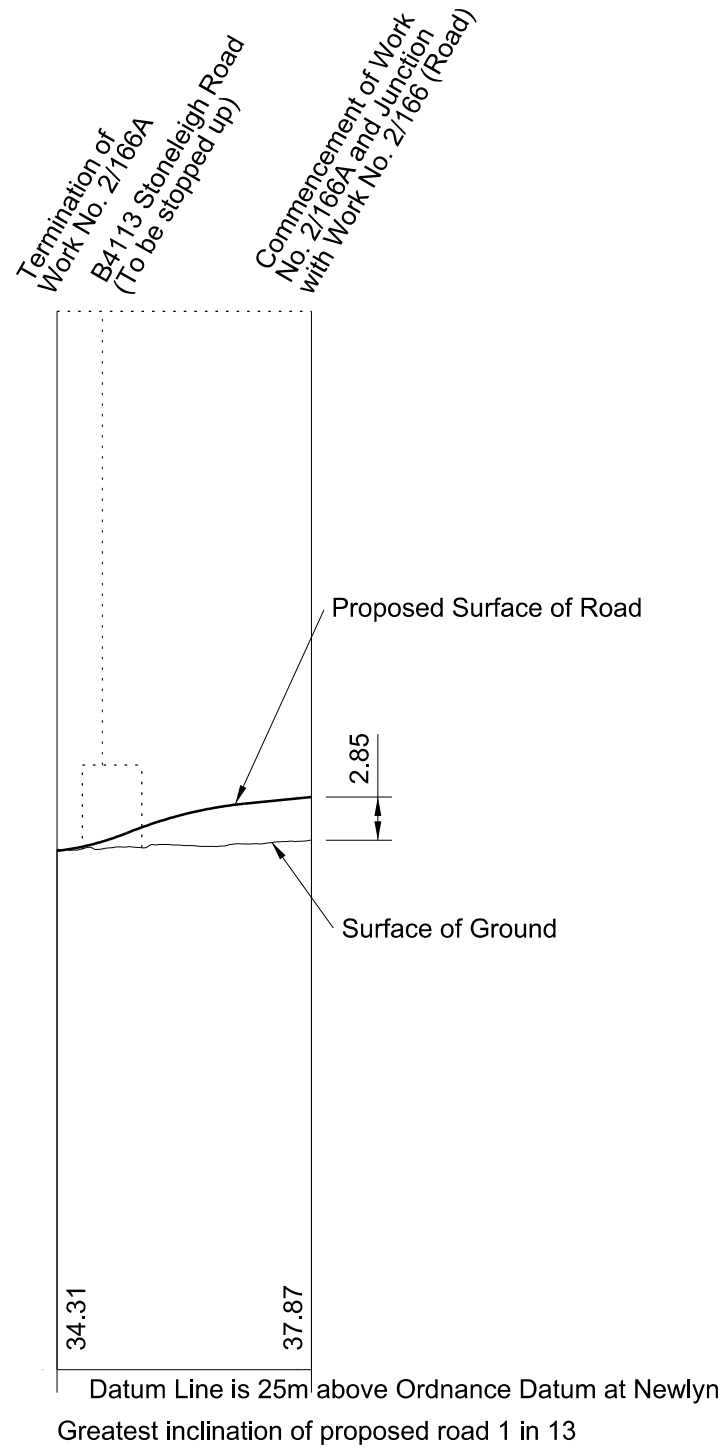 Termination of
Work No. 2/166A
B4113 Stoneleigh Road
(To be stopped up)
Commencement of Work
No. 2/166A and Junction
with Work No. 2/166 (Road)
Proposed Surface of Road
2.85
Surface of Ground
34.31
37.87
Datum Line is 25m above Ordnance Datum at Newlyn
Greatest inclination of proposed road 1 in 13